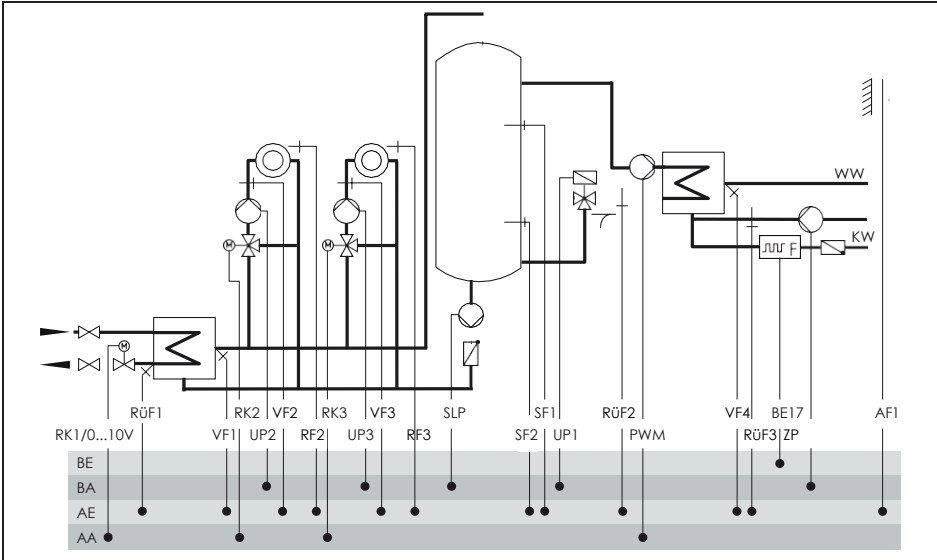 WW
KW
F
M
M
M
RüF1 RK2 VF2 RK3 VF3 SLP SF1 RüF2 VF4 BE17 AF1
RK1/0...10V VF1 UP2 RF2 UP3 RF3 SF2 UP1 PWM RüF3 ZP
BE
BA
AE
AA